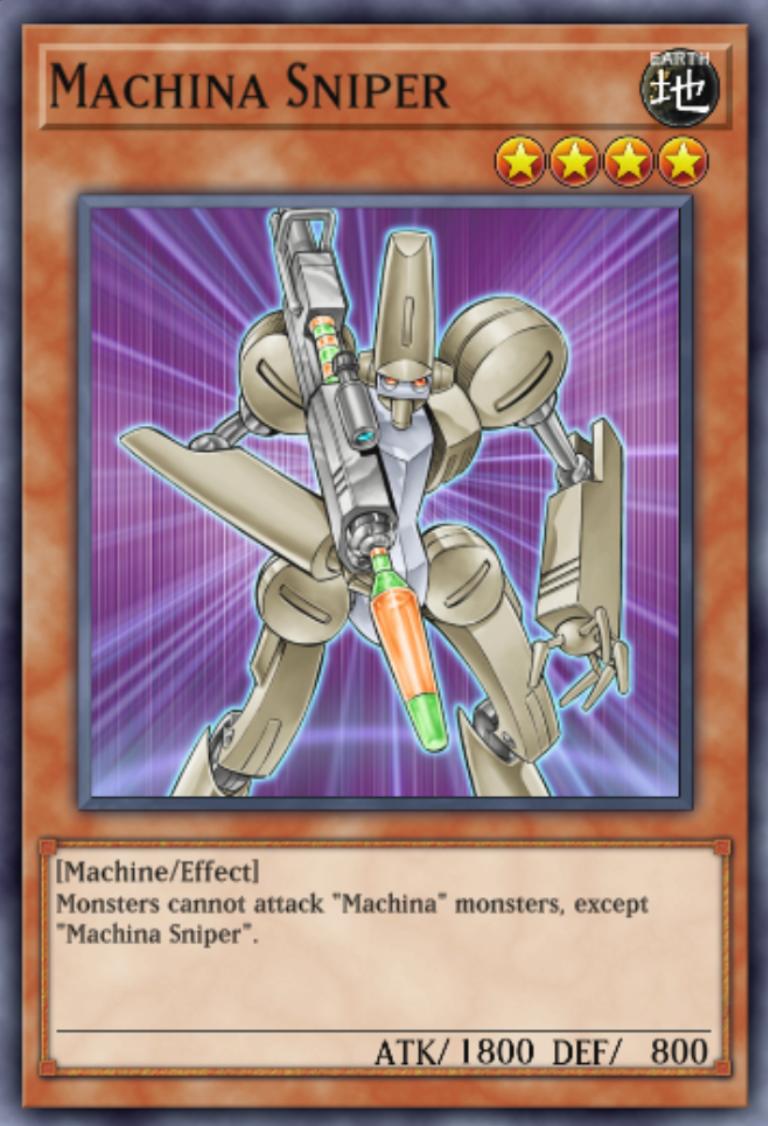 Machina Sniper
EARTH
地
[Machine/Effect]
Monsters cannot attack "Machina" monsters, except
"Machina Sniper".
ATK/ 1800 DEF/ 800